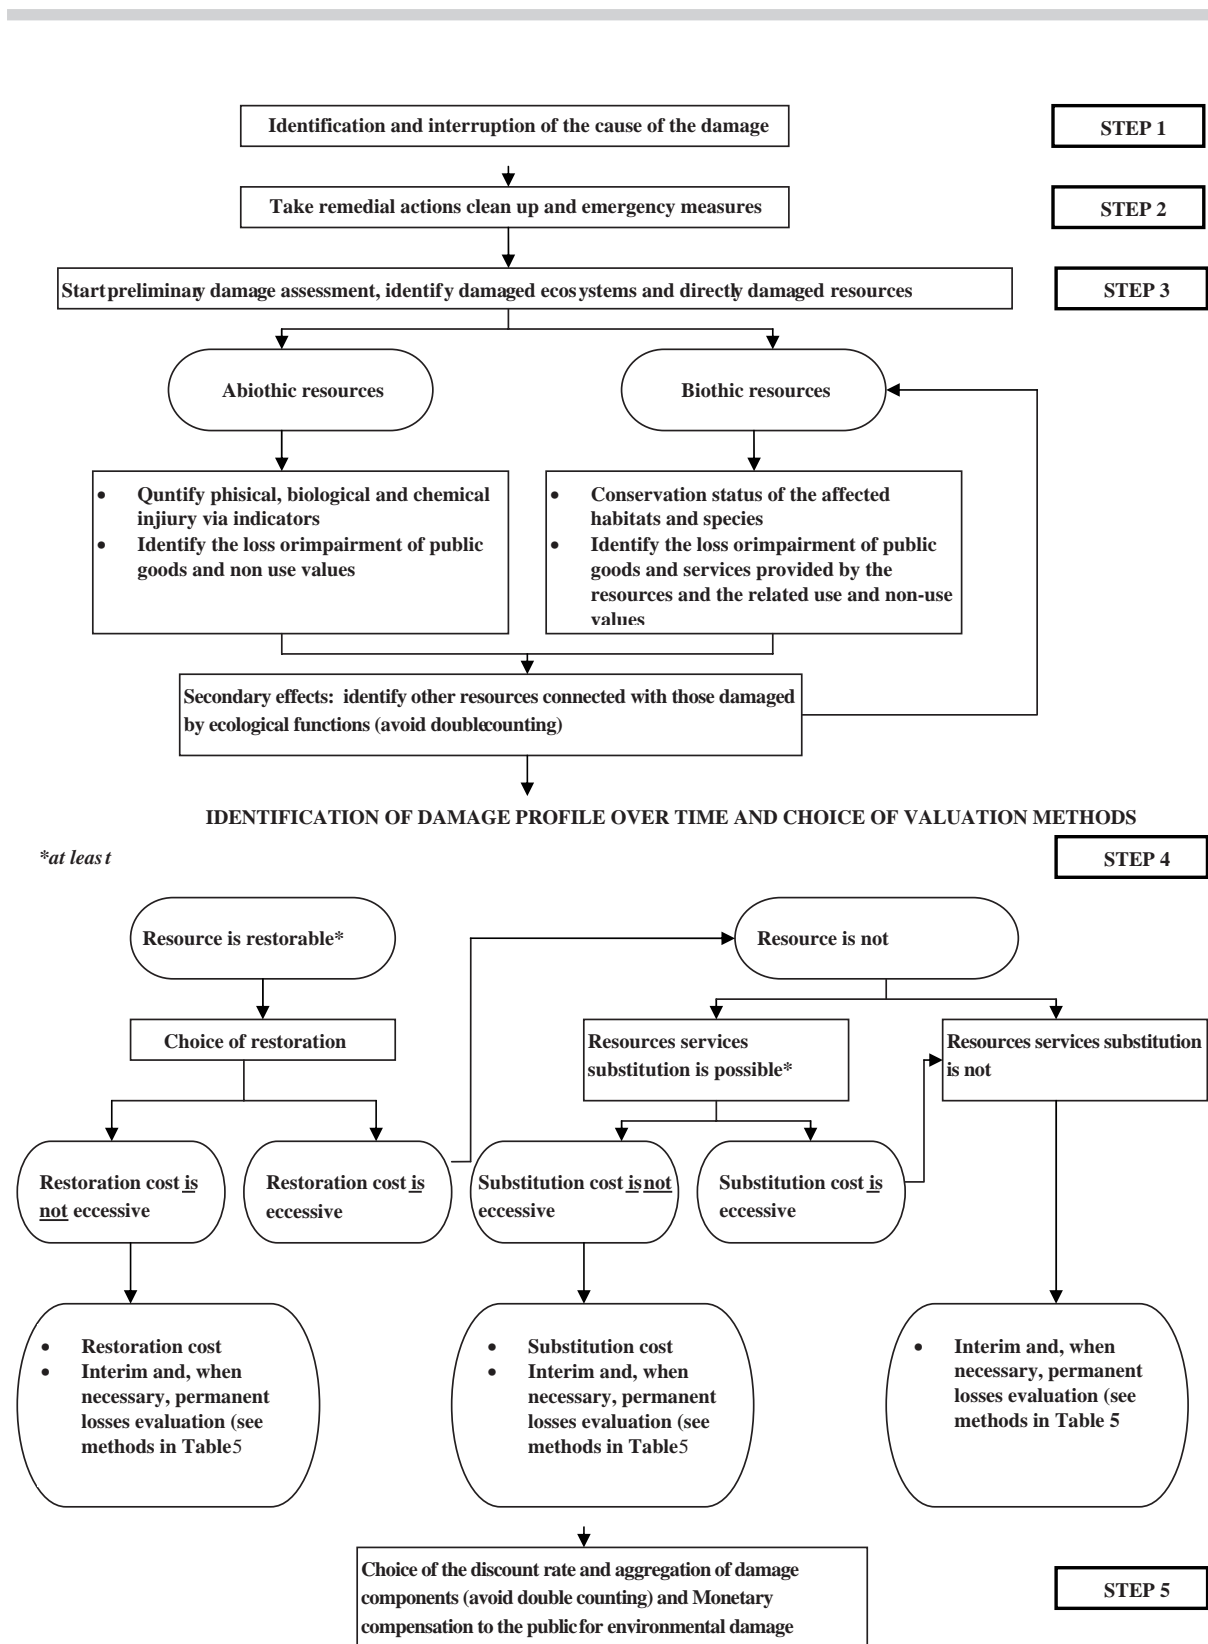 Identification and interruption of the cause of the damage
STEP 1
Take remedial actions clean up and emergency measures
STEP 2
Start preliminary damage assessment, identify damaged ecosystems and directly damaged resources
STEP 3
Abiothic resources
Biothic resources
• Quntify phisical, biological and chemical
injiury via indicators
• Identify the loss orimpairment of public
goods and non use values
• Conservation status of the affected
habitats and species
• Identify the loss orimpairment of public
goods and services provided by the
resources and the related use and non-use
values
Secondary effects: identify other resources connected with those damaged
by ecological functions (avoid doublecounting)
IDENTIFICATION OF DAMAGE PROFILE OVER TIME AND CHOICE OF VALUATION METHODS
*at least
STEP 4
Resource is restorable*
Resource is not
Choice of restoration
Resources services
substitution is possible*
Resources services substitution
is not
Restoration cost is
not eccessive
Restoration cost is
eccessive
Substitution cost is not
eccessive
Substitution cost is
eccessive
• Restoration cost
• Interim and, when
necessary, permanent
losses evaluation (see
methods in Table5
• Substitution cost
• Interim and, when
necessary, permanent
losses evaluation (see
methods in Table5
• Interim and, when
necessary, permanent
losses evaluation (see
methods in Table 5
Choice of the discount rate and aggregation of damage
components (avoid double counting) and Monetary
compensation to the public for environmental damage
STEP 5